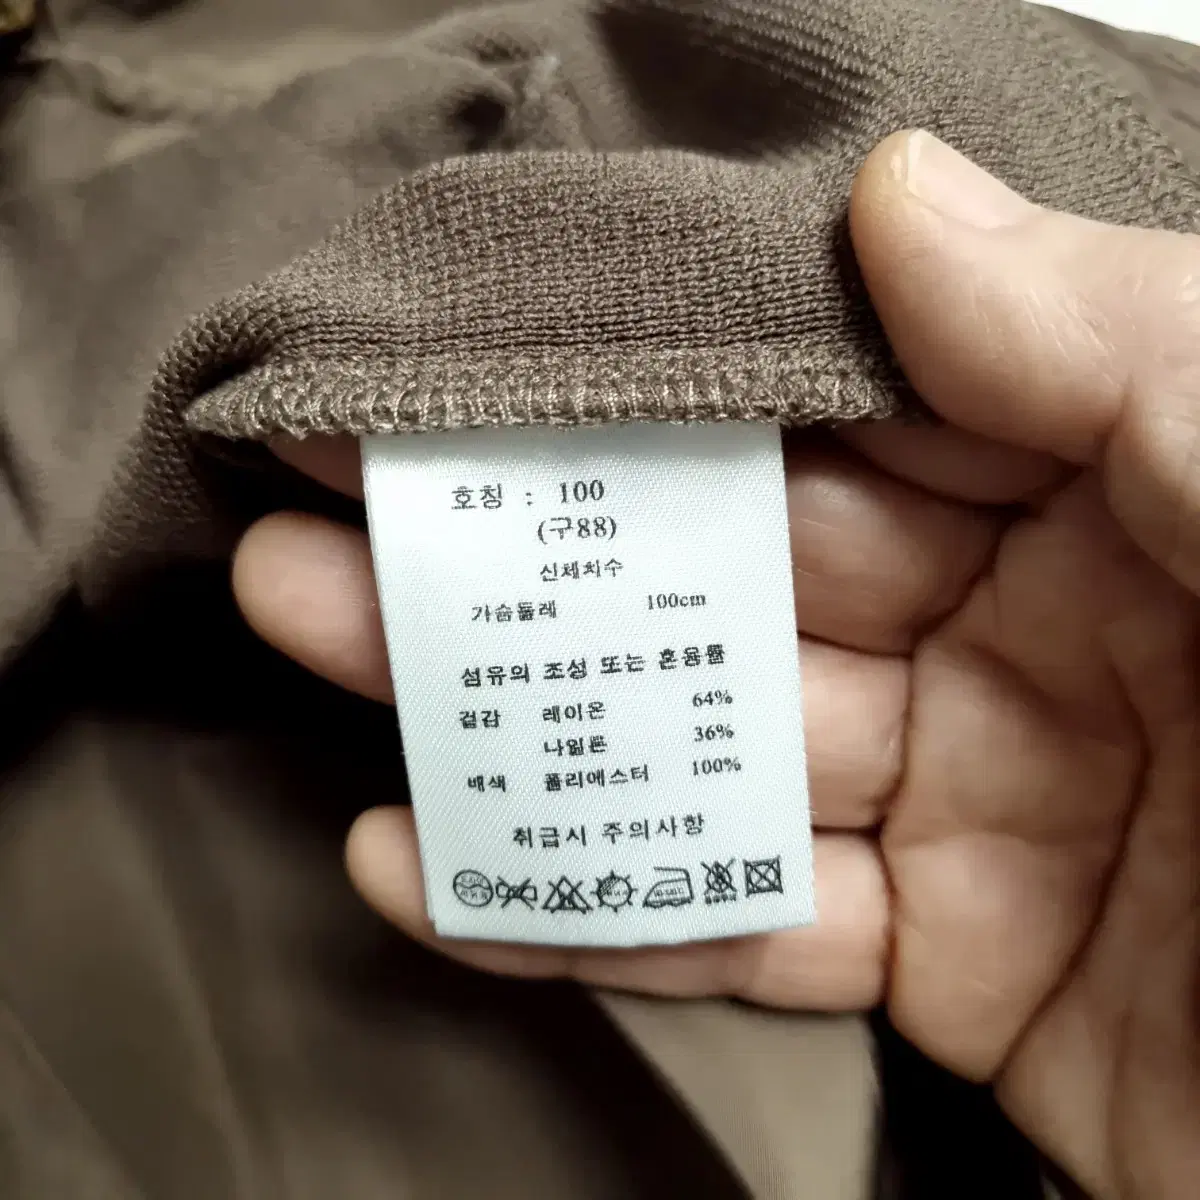 호칭 : 100
(구88)
신체치수
가슴둘레 100cm
섬유의 조성 또는 혼용률
겉감 레이온 64%
나일론 36%
배색 폴리에스터 100%
취급시 주의사항